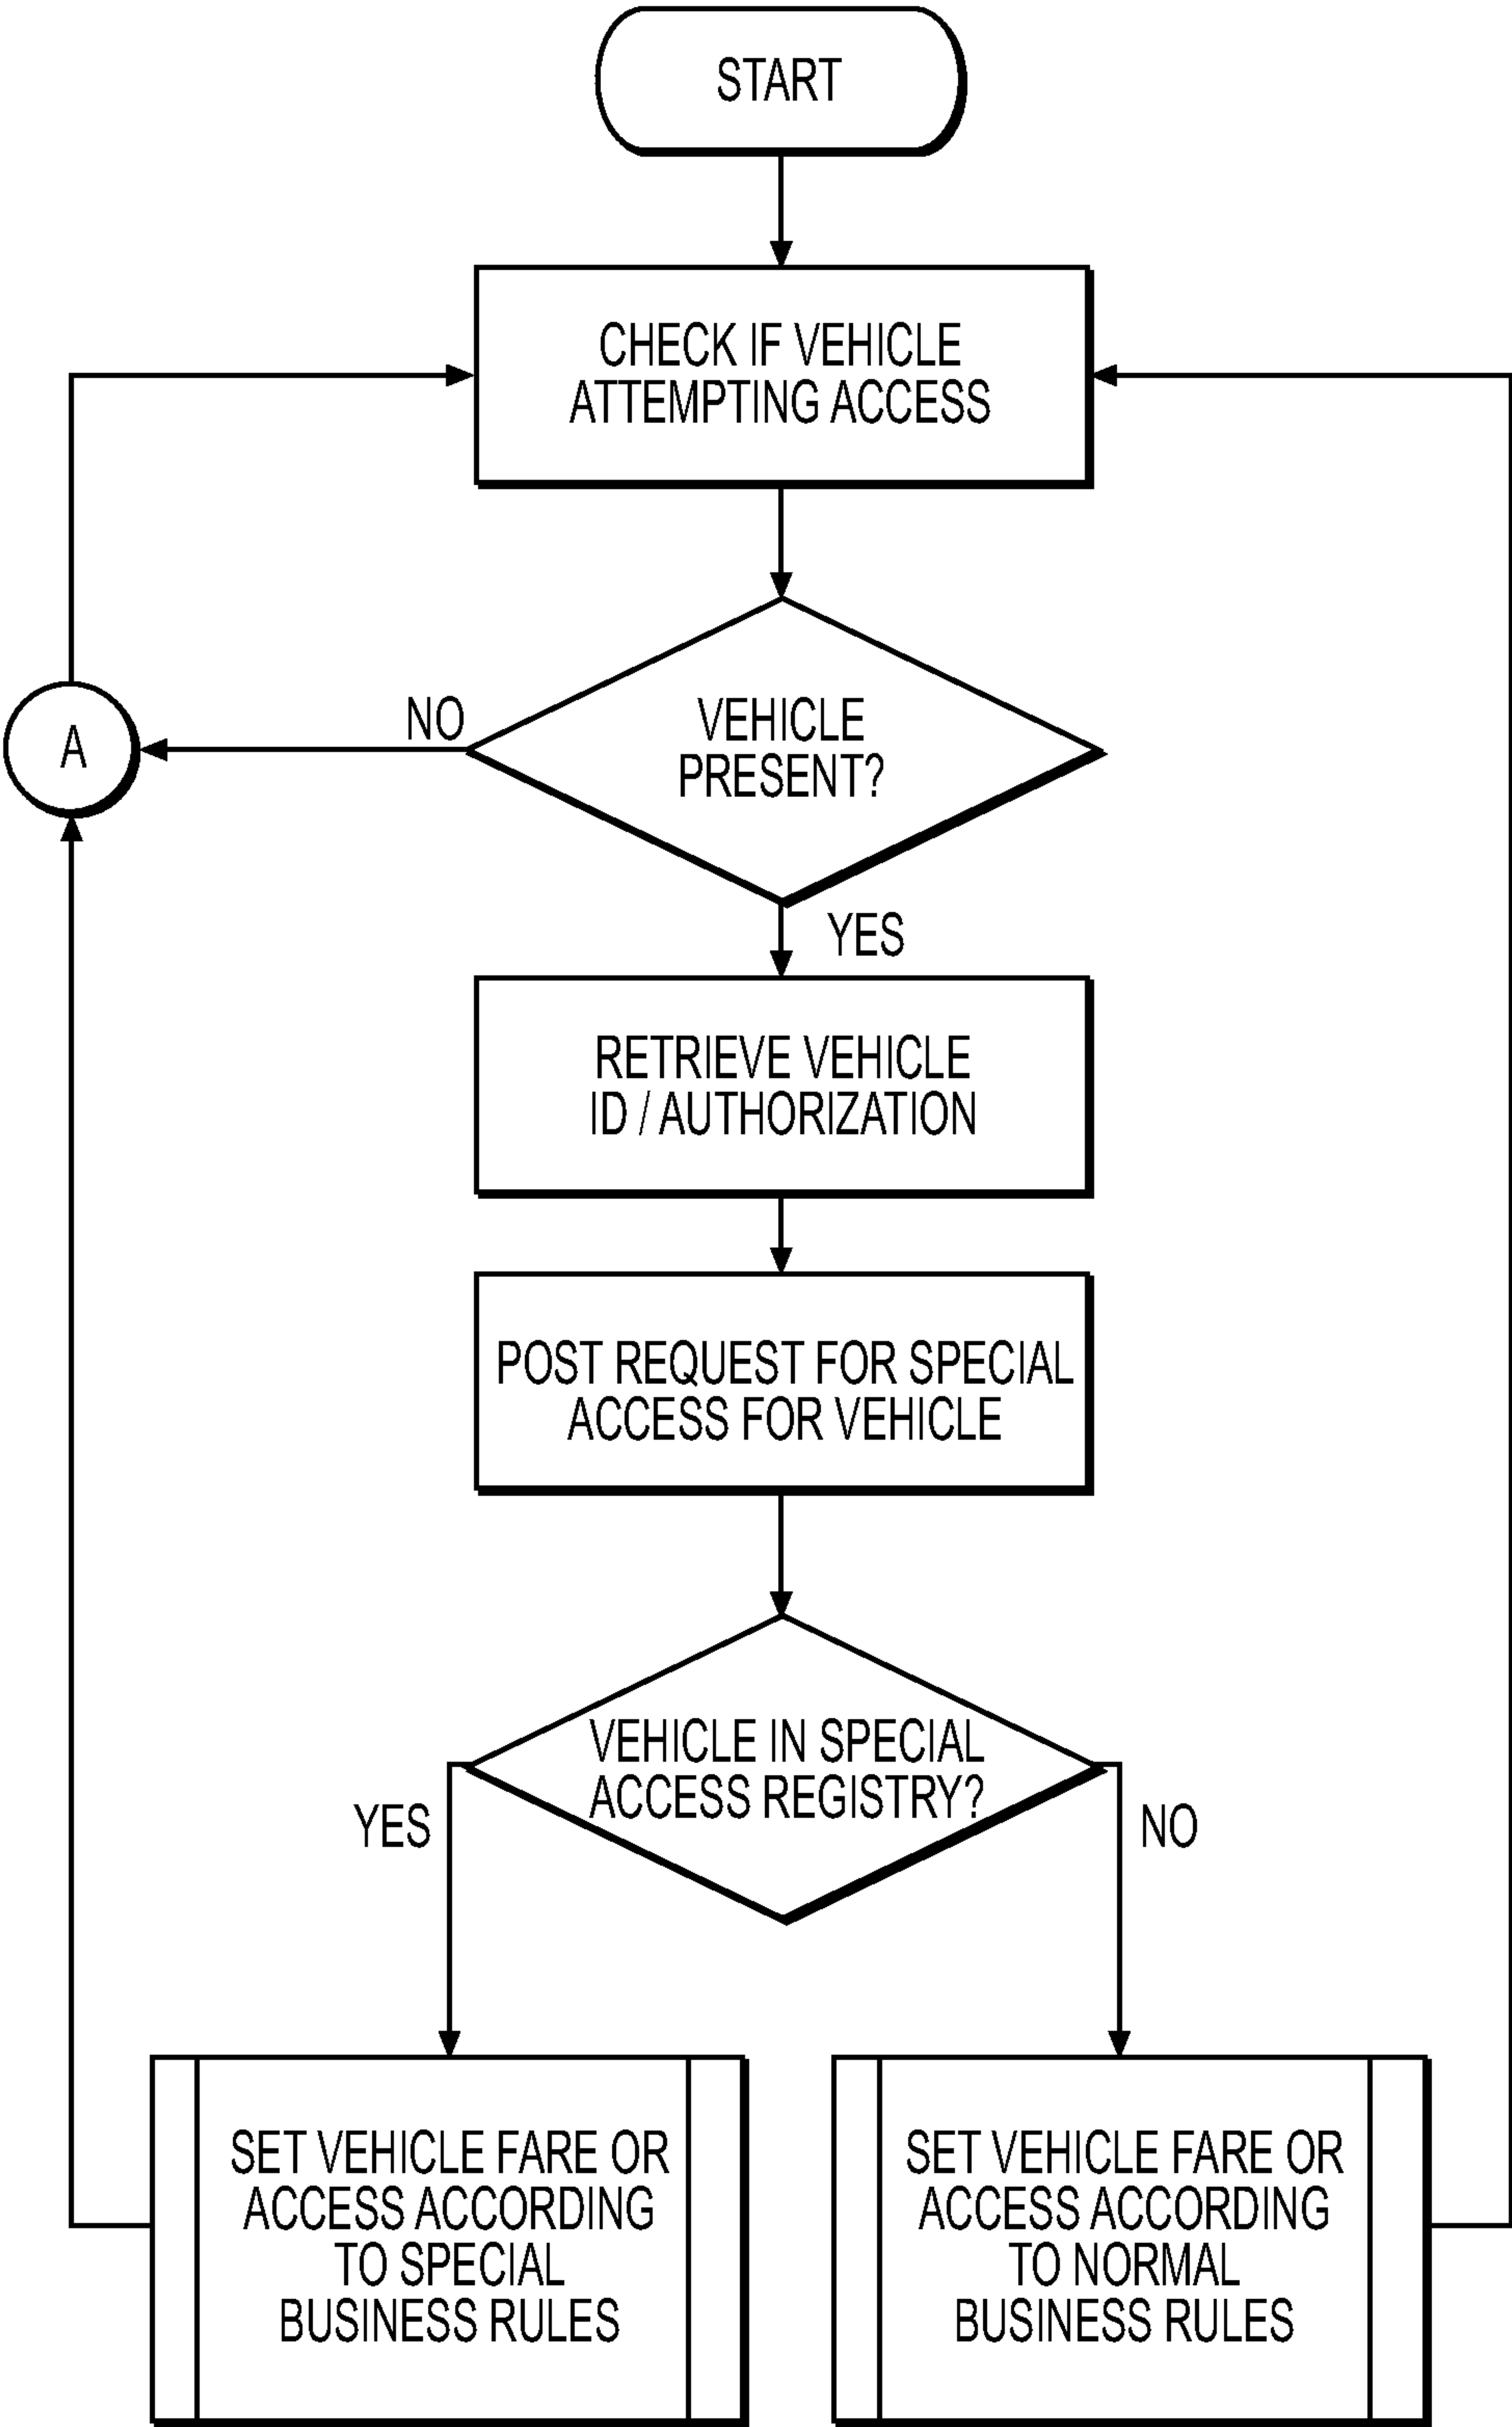 START
CHECK IF VEHICLE
ATTEMPTING ACCESS
A
NO
VEHICLE
PRESENT?
YES
RETRIEVE VEHICLE
ID / AUTHORIZATION
POST REQUEST FOR SPECIAL
ACCESS FOR VEHICLE
VEHICLE IN SPECIAL
ACCESS REGISTRY?
YES
NO
SET VEHICLE FARE OR
ACCESS ACCORDING
TO SPECIAL
BUSINESS RULES
SET VEHICLE FARE OR
ACCESS ACCORDING
TO NORMAL
BUSINESS RULES